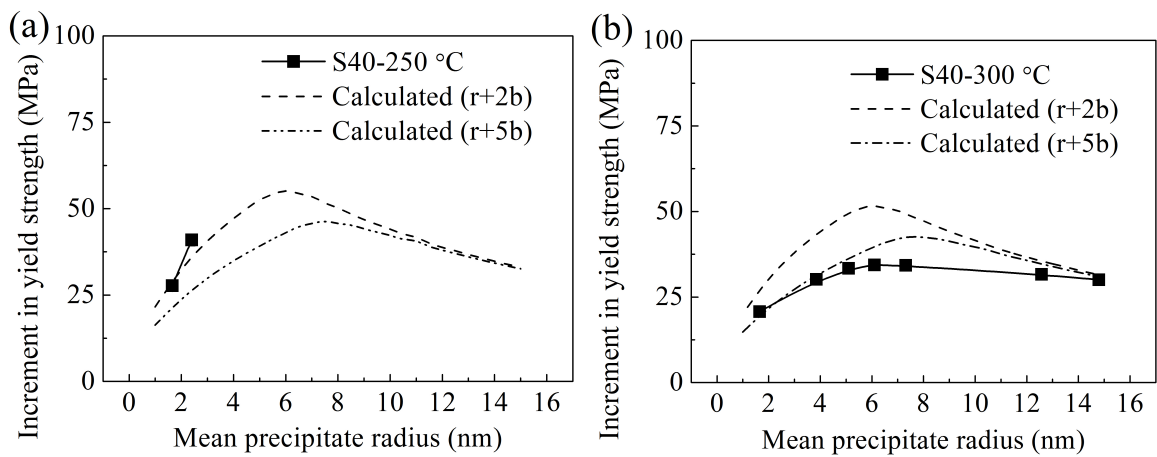 (a)
100
75
50
25
0
Increment in yield strength (MPa)
S40-250 °C
Calculated (r+2b)
Calculated (r+5b)
0 2 4 6 8 10 12 14 16
Mean precipitate radius (nm)
(b)
100
75
50
25
0
Increment in yield strength (MPa)
S40-300 °C
Calculated (r+2b)
Calculated (r+5b)
0 2 4 6 8 10 12 14 16
Mean precipitate radius (nm)